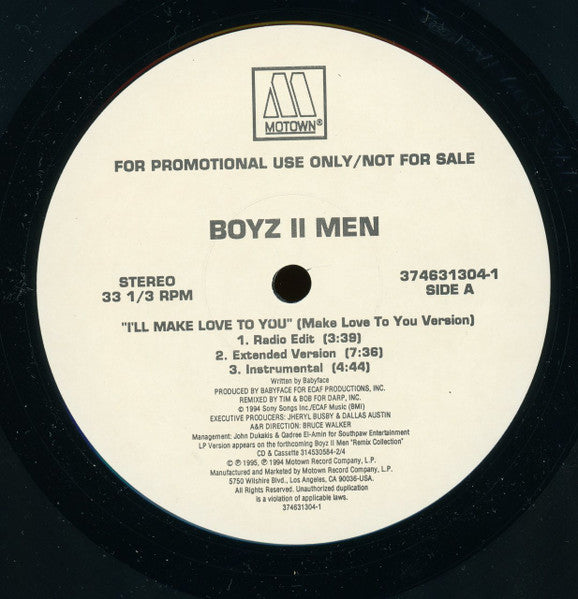 MOTOWN®
FOR PROMOTIONAL USE ONLY/NOT FOR SALE
BOYZ II MEN
STEREO
33 1/3 RPM
374631304-1
SIDE A
"I'LL MAKE LOVE TO YOU" (Make Love To You Version)
1. Radio Edit (3:39)
2. Extended Version (7:36)
3. Instrumental (4:44)
Written by Babyface
PRODUCED BY BABYFACE FOR ECAF PRODUCTIONS, INC.
REMIXED BY TIM & BOB FOR DARP, INC.
© 1994 Sony Songs Inc./ECAF Music (BMI)
EXECUTIVE PRODUCERS: JHERYL BUSBY & DALLAS AUSTIN
A&R DIRECTION: BRUCE WALKER
Management: John Dukakis & Qadree El-Amin for Southpaw Entertainment
LP Version appears on the forthcoming Boyz II Men "Remix Collection"
CD & Cassette 314530584-2/4
© ℗ 1995, ℗ 1994 Motown Record Company, L.P.
Manufactured and Marketed by Motown Record Company, L.P.
5750 Wilshire Blvd., Los Angeles, CA 90036-USA.
All Rights Reserved. Unauthorized duplication
is a violation of applicable laws.
374631304-1